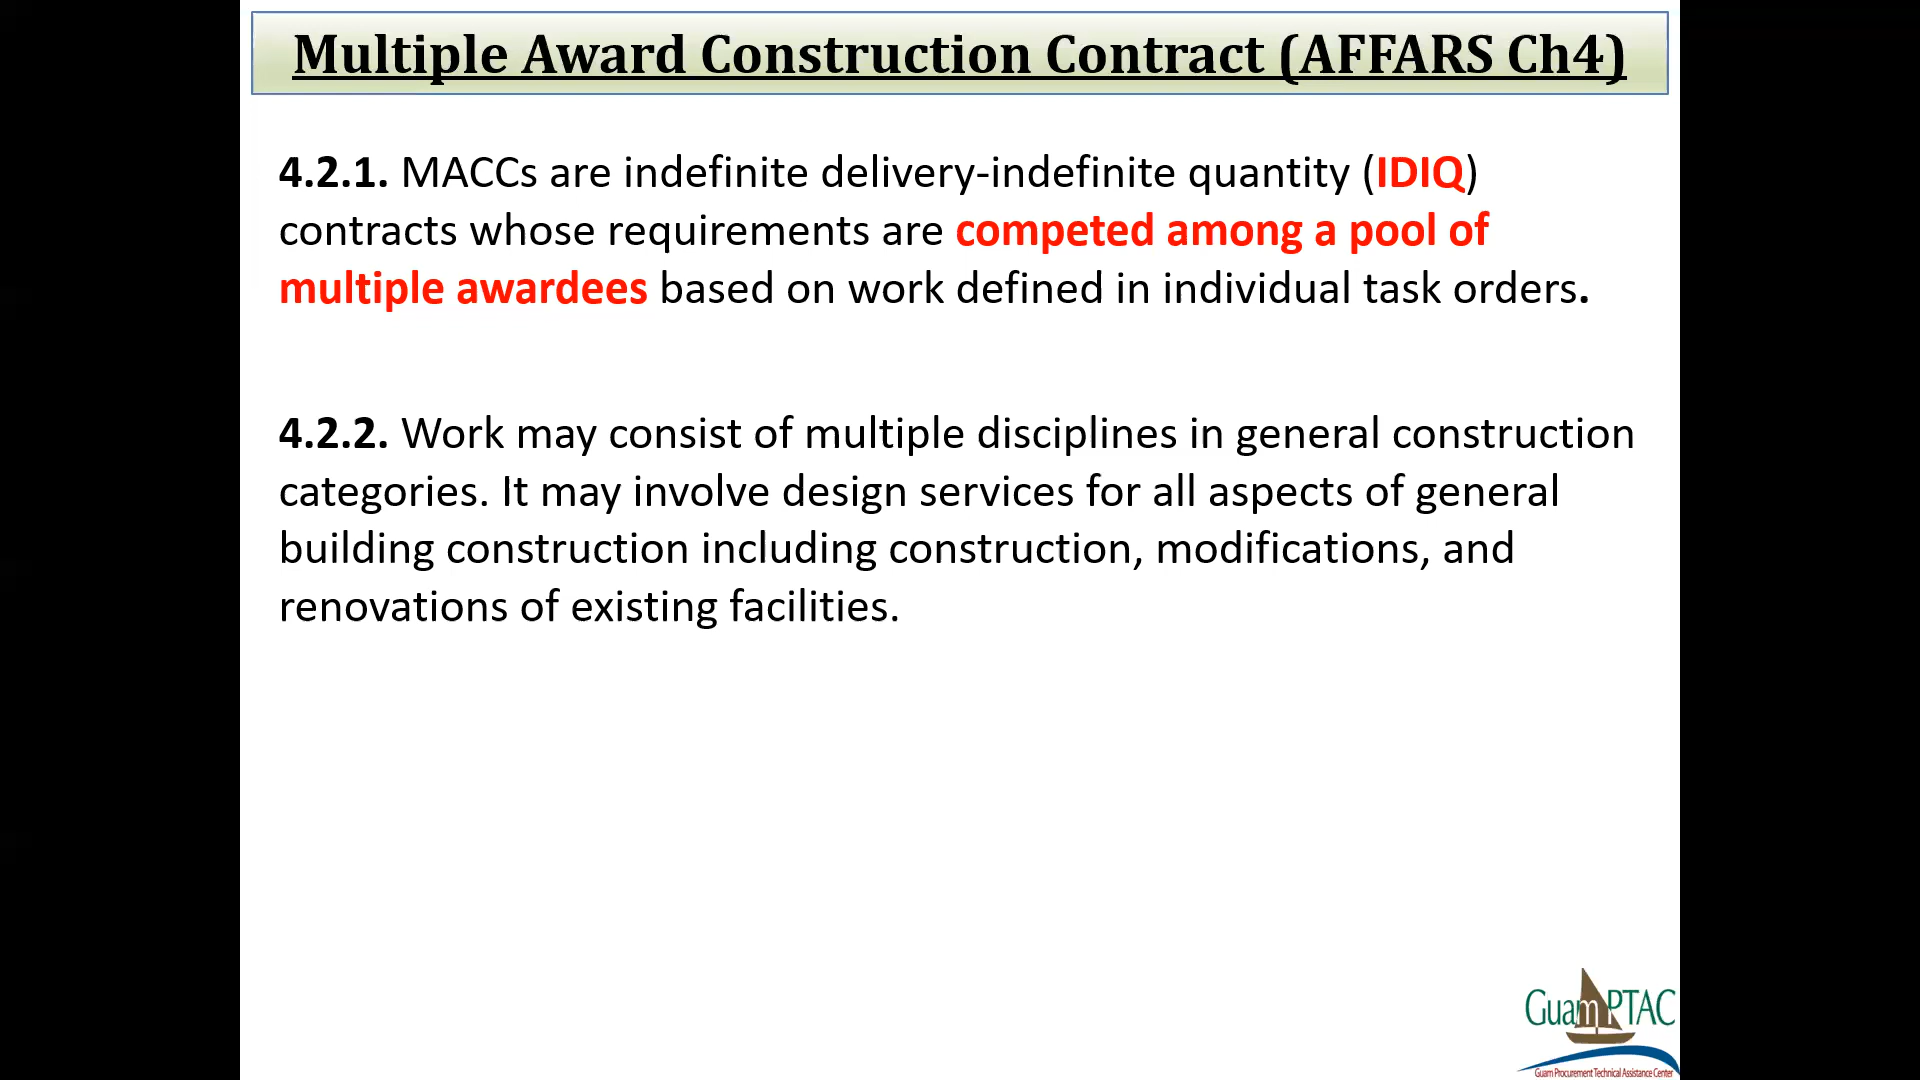 Multiple Award Construction Contract (AFFARS Ch4)
4.2.1. MACCs are indefinite delivery-indefinite quantity (IDIQ)
contracts whose requirements are competed among a pool of
multiple awardees based on work defined in individual task orders.
4.2.2. Work may consist of multiple disciplines in general construction
categories. It may involve design services for all aspects of general
building construction including construction, modifications, and
renovations of existing facilities.
Guam PTAC
Guam Procurement Technical Assistance Center